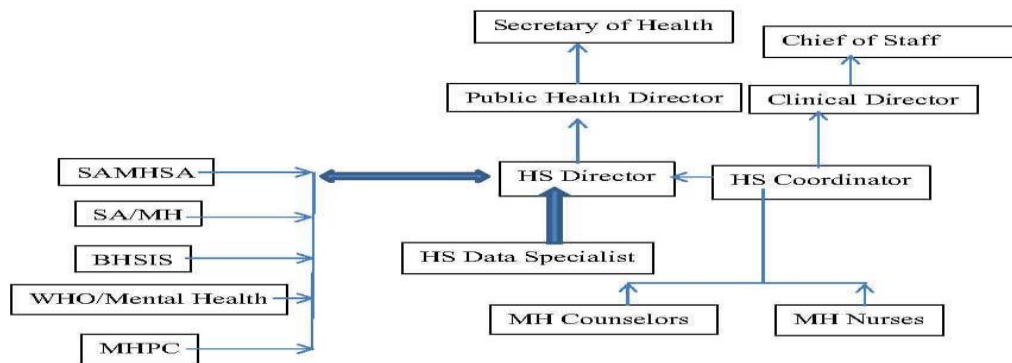 Secretary of Health
Chief of Staff
Public Health Director
Clinical Director
SAMHSA
HS Director
HS Coordinator
SA/MH
HS Data Specialist
BHSIS
WHO/Mental Health
MH Counselors
MH Nurses
MHPC